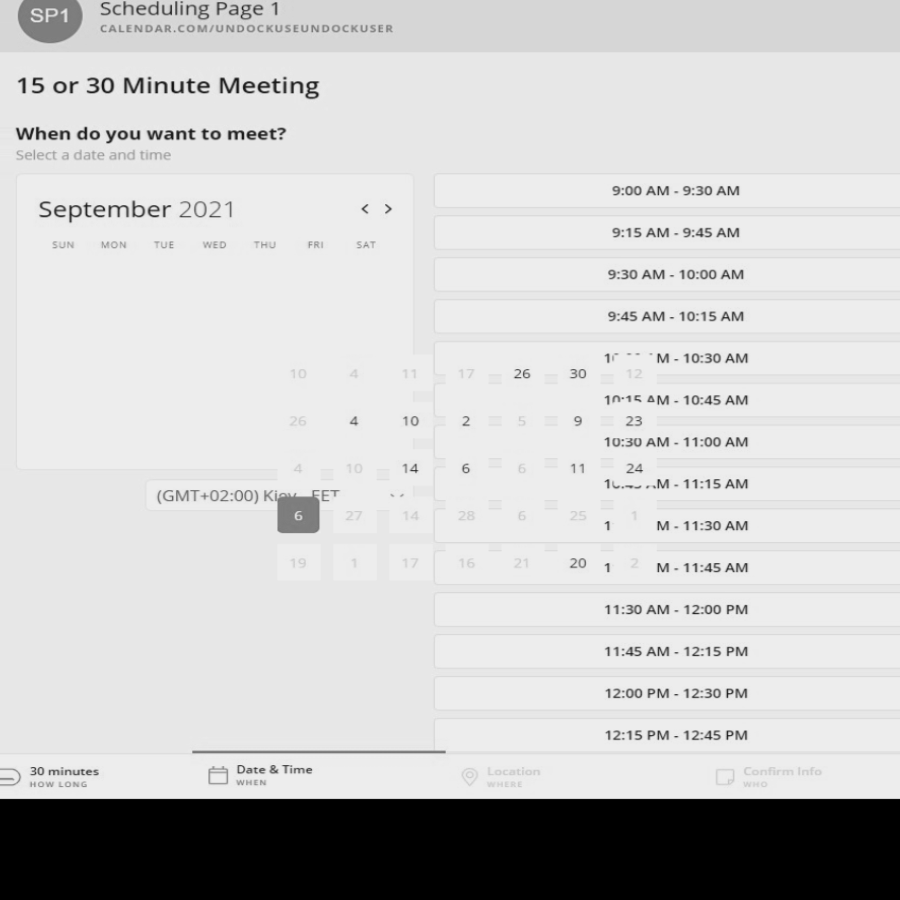 SP1
Scheduling Page 1
CALENDAR.COM/UNDOCKUSEUNDOCKUSER
15 or 30 Minute Meeting
When do you want to meet?
Select a date and time
September 2021 < >
SUN MON TUE WED THU FRI SAT
10 4 11 17 26 30 12
26 4 10 2 5 9 23
4 10 14 6 6 11 24
6 27 14 28 6 25 1
19 1 17 16 21 20 2
(GMT+02:00) EET
9:00 AM - 9:30 AM
9:15 AM - 9:45 AM
9:30 AM - 10:00 AM
9:45 AM - 10:15 AM
M - 10:30 AM
10:15 AM - 10:45 AM
10:30 AM - 11:00 AM
M - 11:15 AM
1 M - 11:30 AM
1 M - 11:45 AM
11:30 AM - 12:00 PM
11:45 AM - 12:15 PM
12:00 PM - 12:30 PM
12:15 PM - 12:45 PM
30 minutes
HOW LONG
Date & Time
WHEN
Location
WHERE
Confirm Info
WHO